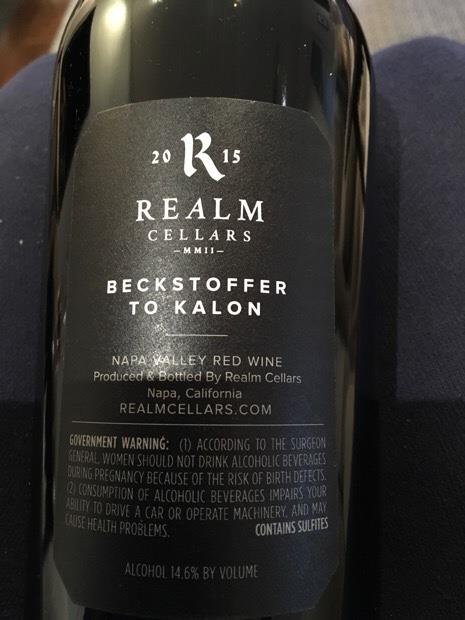 20 R 15
REALM
CELLARS
–MMII–
BECKSTOFFER
TO KALON
NAPA VALLEY RED WINE
Produced & Bottled By Realm Cellars
Napa, California
REALMCELLARS.COM
GOVERNMENT WARNING: (1) ACCORDING TO THE SURGEON
GENERAL, WOMEN SHOULD NOT DRINK ALCOHOLIC BEVERAGES
DURING PREGNANCY BECAUSE OF THE RISK OF BIRTH DEFECTS.
(2) CONSUMPTION OF ALCOHOLIC BEVERAGES IMPAIRS YOUR
ABILITY TO DRIVE A CAR OR OPERATE MACHINERY, AND MAY
CAUSE HEALTH PROBLEMS. CONTAINS SULFITES
ALCOHOL 14.6% BY VOLUME